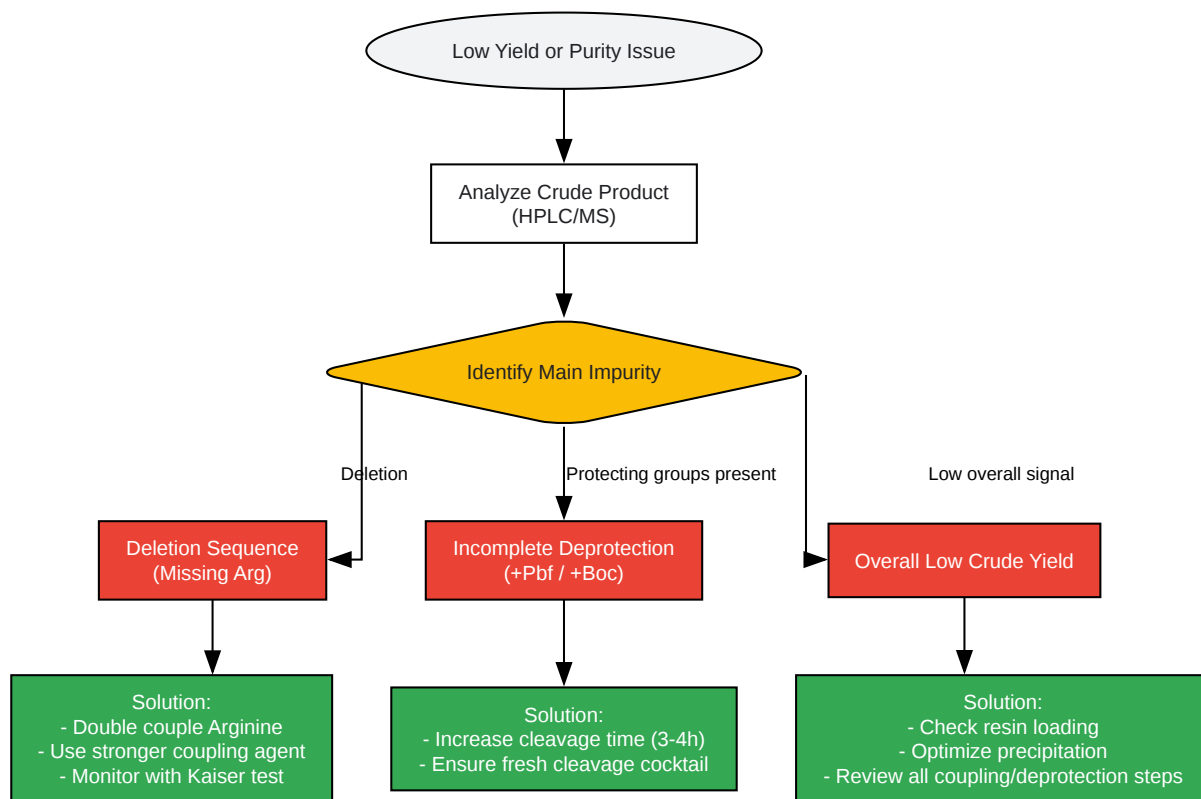 Low Yield or Purity Issue
Analyze Crude Product
(HPLC/MS)
Identify Main Impurity
Deletion
Protecting groups present
Low overall signal
Deletion Sequence
(Missing Arg)
Incomplete Deprotection
(+Pbf / +Boc)
Overall Low Crude Yield
Solution:
- Double couple Arginine
- Use stronger coupling agent
- Monitor with Kaiser test
Solution:
- Increase cleavage time (3-4h)
- Ensure fresh cleavage cocktail
Solution:
- Check resin loading
- Optimize precipitation
- Review all coupling/deprotection steps